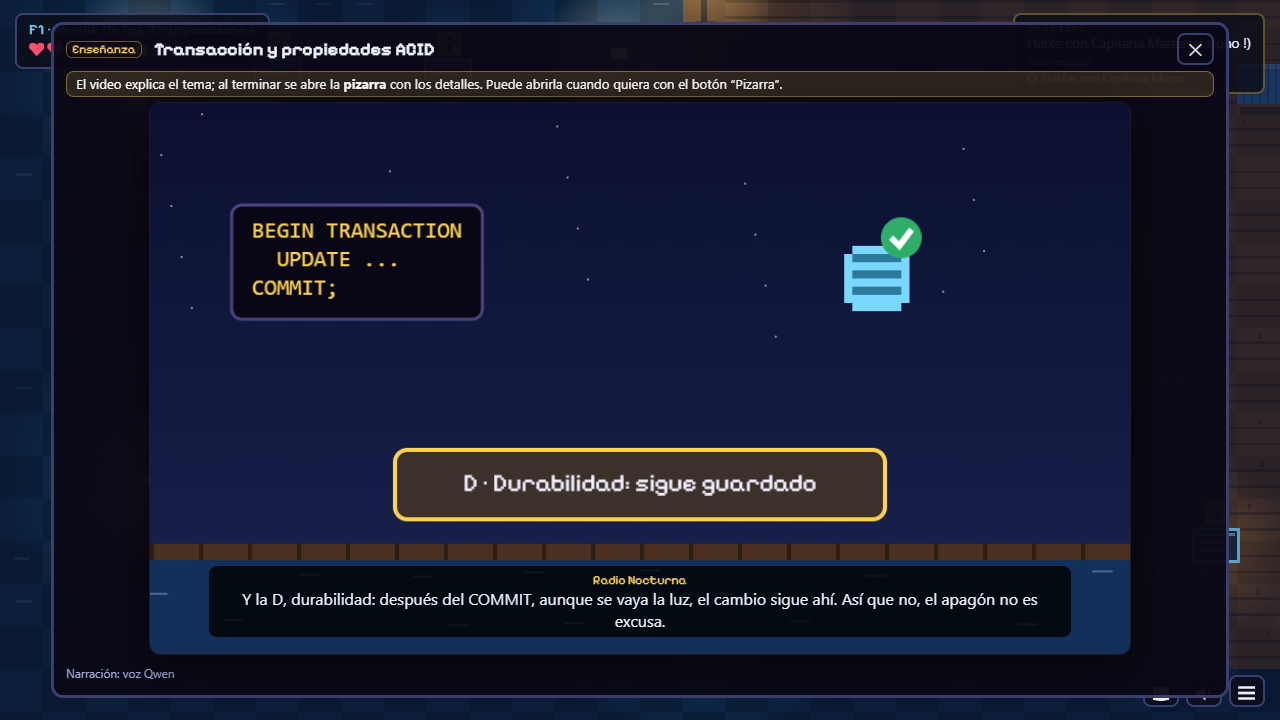 Enseñanza
Transacción y propiedades ACID
El video explica el tema; al terminar se abre la pizarra con los detalles. Puede abrirla cuando quiera con el botón “Pizarra”.
BEGIN TRANSACTION
UPDATE ...
COMMIT;
D · Durabilidad: sigue guardado
Radio Nocturna
Y la D, durabilidad: después del COMMIT, aunque se vaya la luz, el cambio sigue ahí. Así que no, el apagón no es
excusa.
Narración: voz Qwen